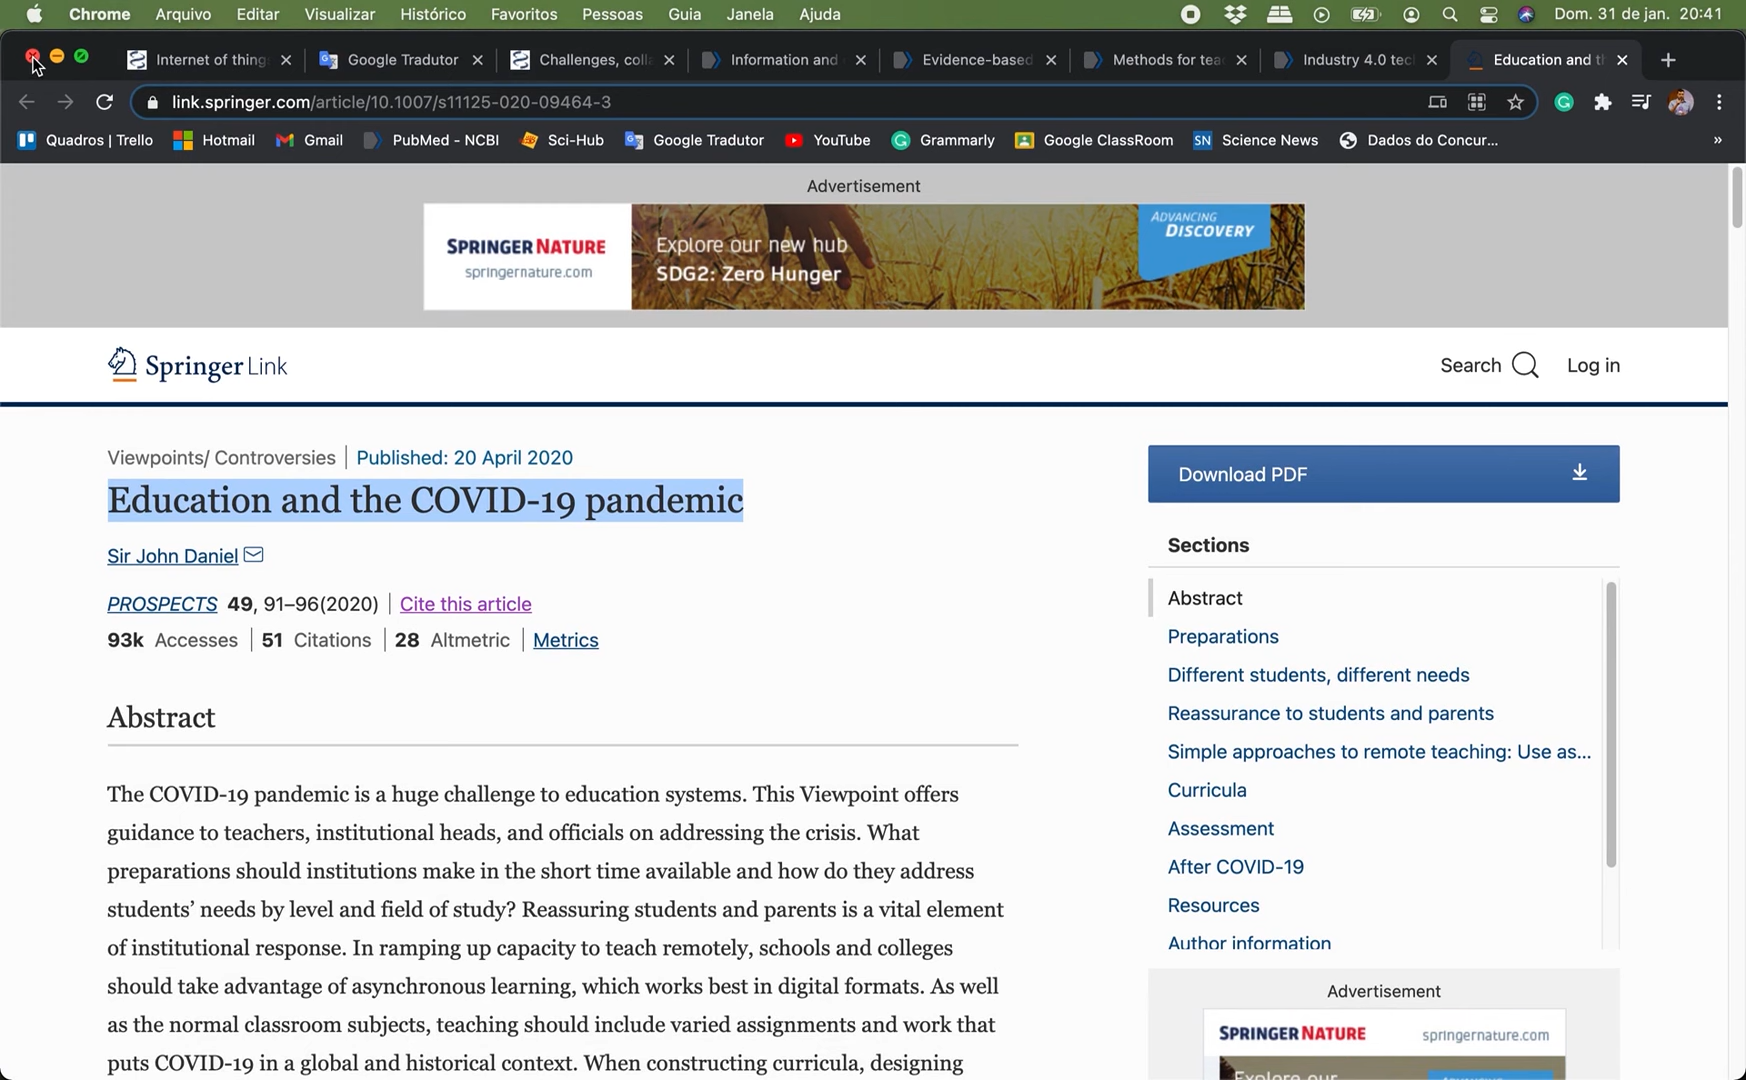 Chrome Arquivo Editar Visualizar Histórico Favoritos Pessoas Guia Janela Ajuda Dom. 31 de jan. 20:41
Internet of thing Google Tradutor Challenges, coll Information and Evidence-based Methods for tea Industry 4.0 tec Education and t
link.springer.com/article/10.1007/s11125-020-09464-3
Quadros | Trello Hotmail Gmail PubMed - NCBI Sci-Hub Google Tradutor YouTube Grammarly Google ClassRoom SN Science News Dados do Concur... »
Advertisement
SPRINGER NATURE
springernature.com
Explore our new hub
SDG2: Zero Hunger
ADVANCING
DISCOVERY
Springer Link
Search Log in
Viewpoints/ Controversies | Published: 20 April 2020
Education and the COVID-19 pandemic
Sir John Daniel
PROSPECTS 49, 91–96(2020) | Cite this article
93k Accesses | 51 Citations | 28 Altmetric | Metrics
Abstract
The COVID-19 pandemic is a huge challenge to education systems. This Viewpoint offers
guidance to teachers, institutional heads, and officials on addressing the crisis. What
preparations should institutions make in the short time available and how do they address
students’ needs by level and field of study? Reassuring students and parents is a vital element
of institutional response. In ramping up capacity to teach remotely, schools and colleges
should take advantage of asynchronous learning, which works best in digital formats. As well
as the normal classroom subjects, teaching should include varied assignments and work that
puts COVID-19 in a global and historical context. When constructing curricula, designing
Download PDF
Sections
Abstract
Preparations
Different students, different needs
Reassurance to students and parents
Simple approaches to remote teaching: Use as...
Curricula
Assessment
After COVID-19
Resources
Author information
Advertisement
SPRINGER NATURE springernature.com
Explore our